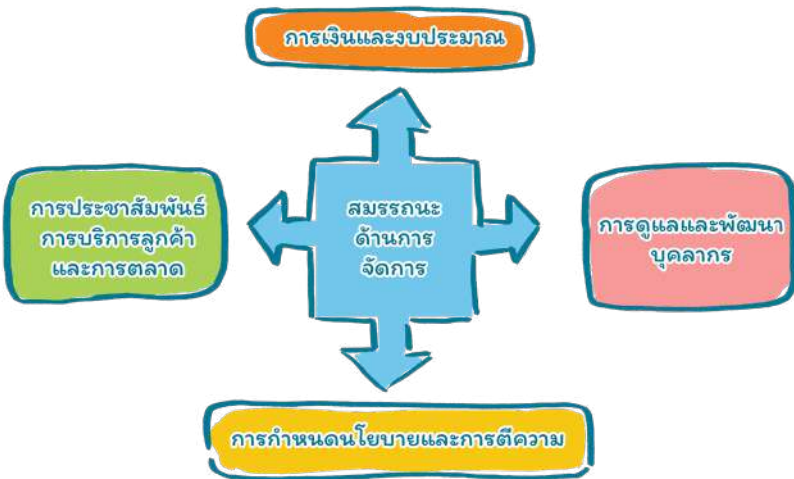 การเงินและงบประมาณ
การประชาสัมพันธ์
การบริการลูกค้า
และการตลาด
สมรรถนะ
ด้านการ
จัดการ
การดูแลและพัฒนา
บุคลากร
การกำหนดนโยบายและการตีความ